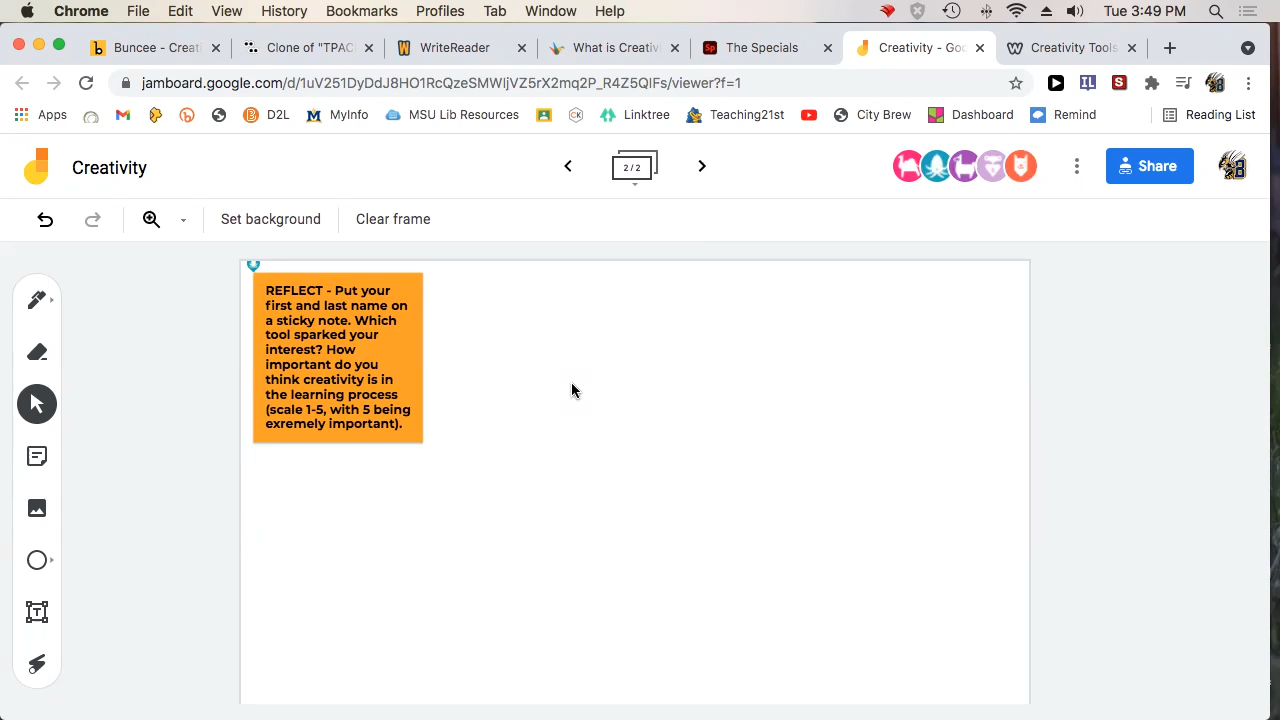 Chrome File Edit View History Bookmarks Profiles Tab Window Help Tue 3:49 PM
Buncee - Creati Clone of "TPAC WriteReader What is Creativi The Specials Creativity - Goo Creativity Tools
jamboard.google.com/d/1uV251DyDdJ8HO1RcQzeSMWIjVZ5rX2mq2P_R4Z5QIFs/viewer?f=1
Apps D2L MyInfo MSU Lib Resources Linktree Teaching21st City Brew Dashboard Remind Reading List
Creativity 2 / 2 Share
Set background Clear frame
REFLECT - Put your
first and last name on
a sticky note. Which
tool sparked your
interest? How
important do you
think creativity is in
the learning process
(scale 1-5, with 5 being
exremely important).